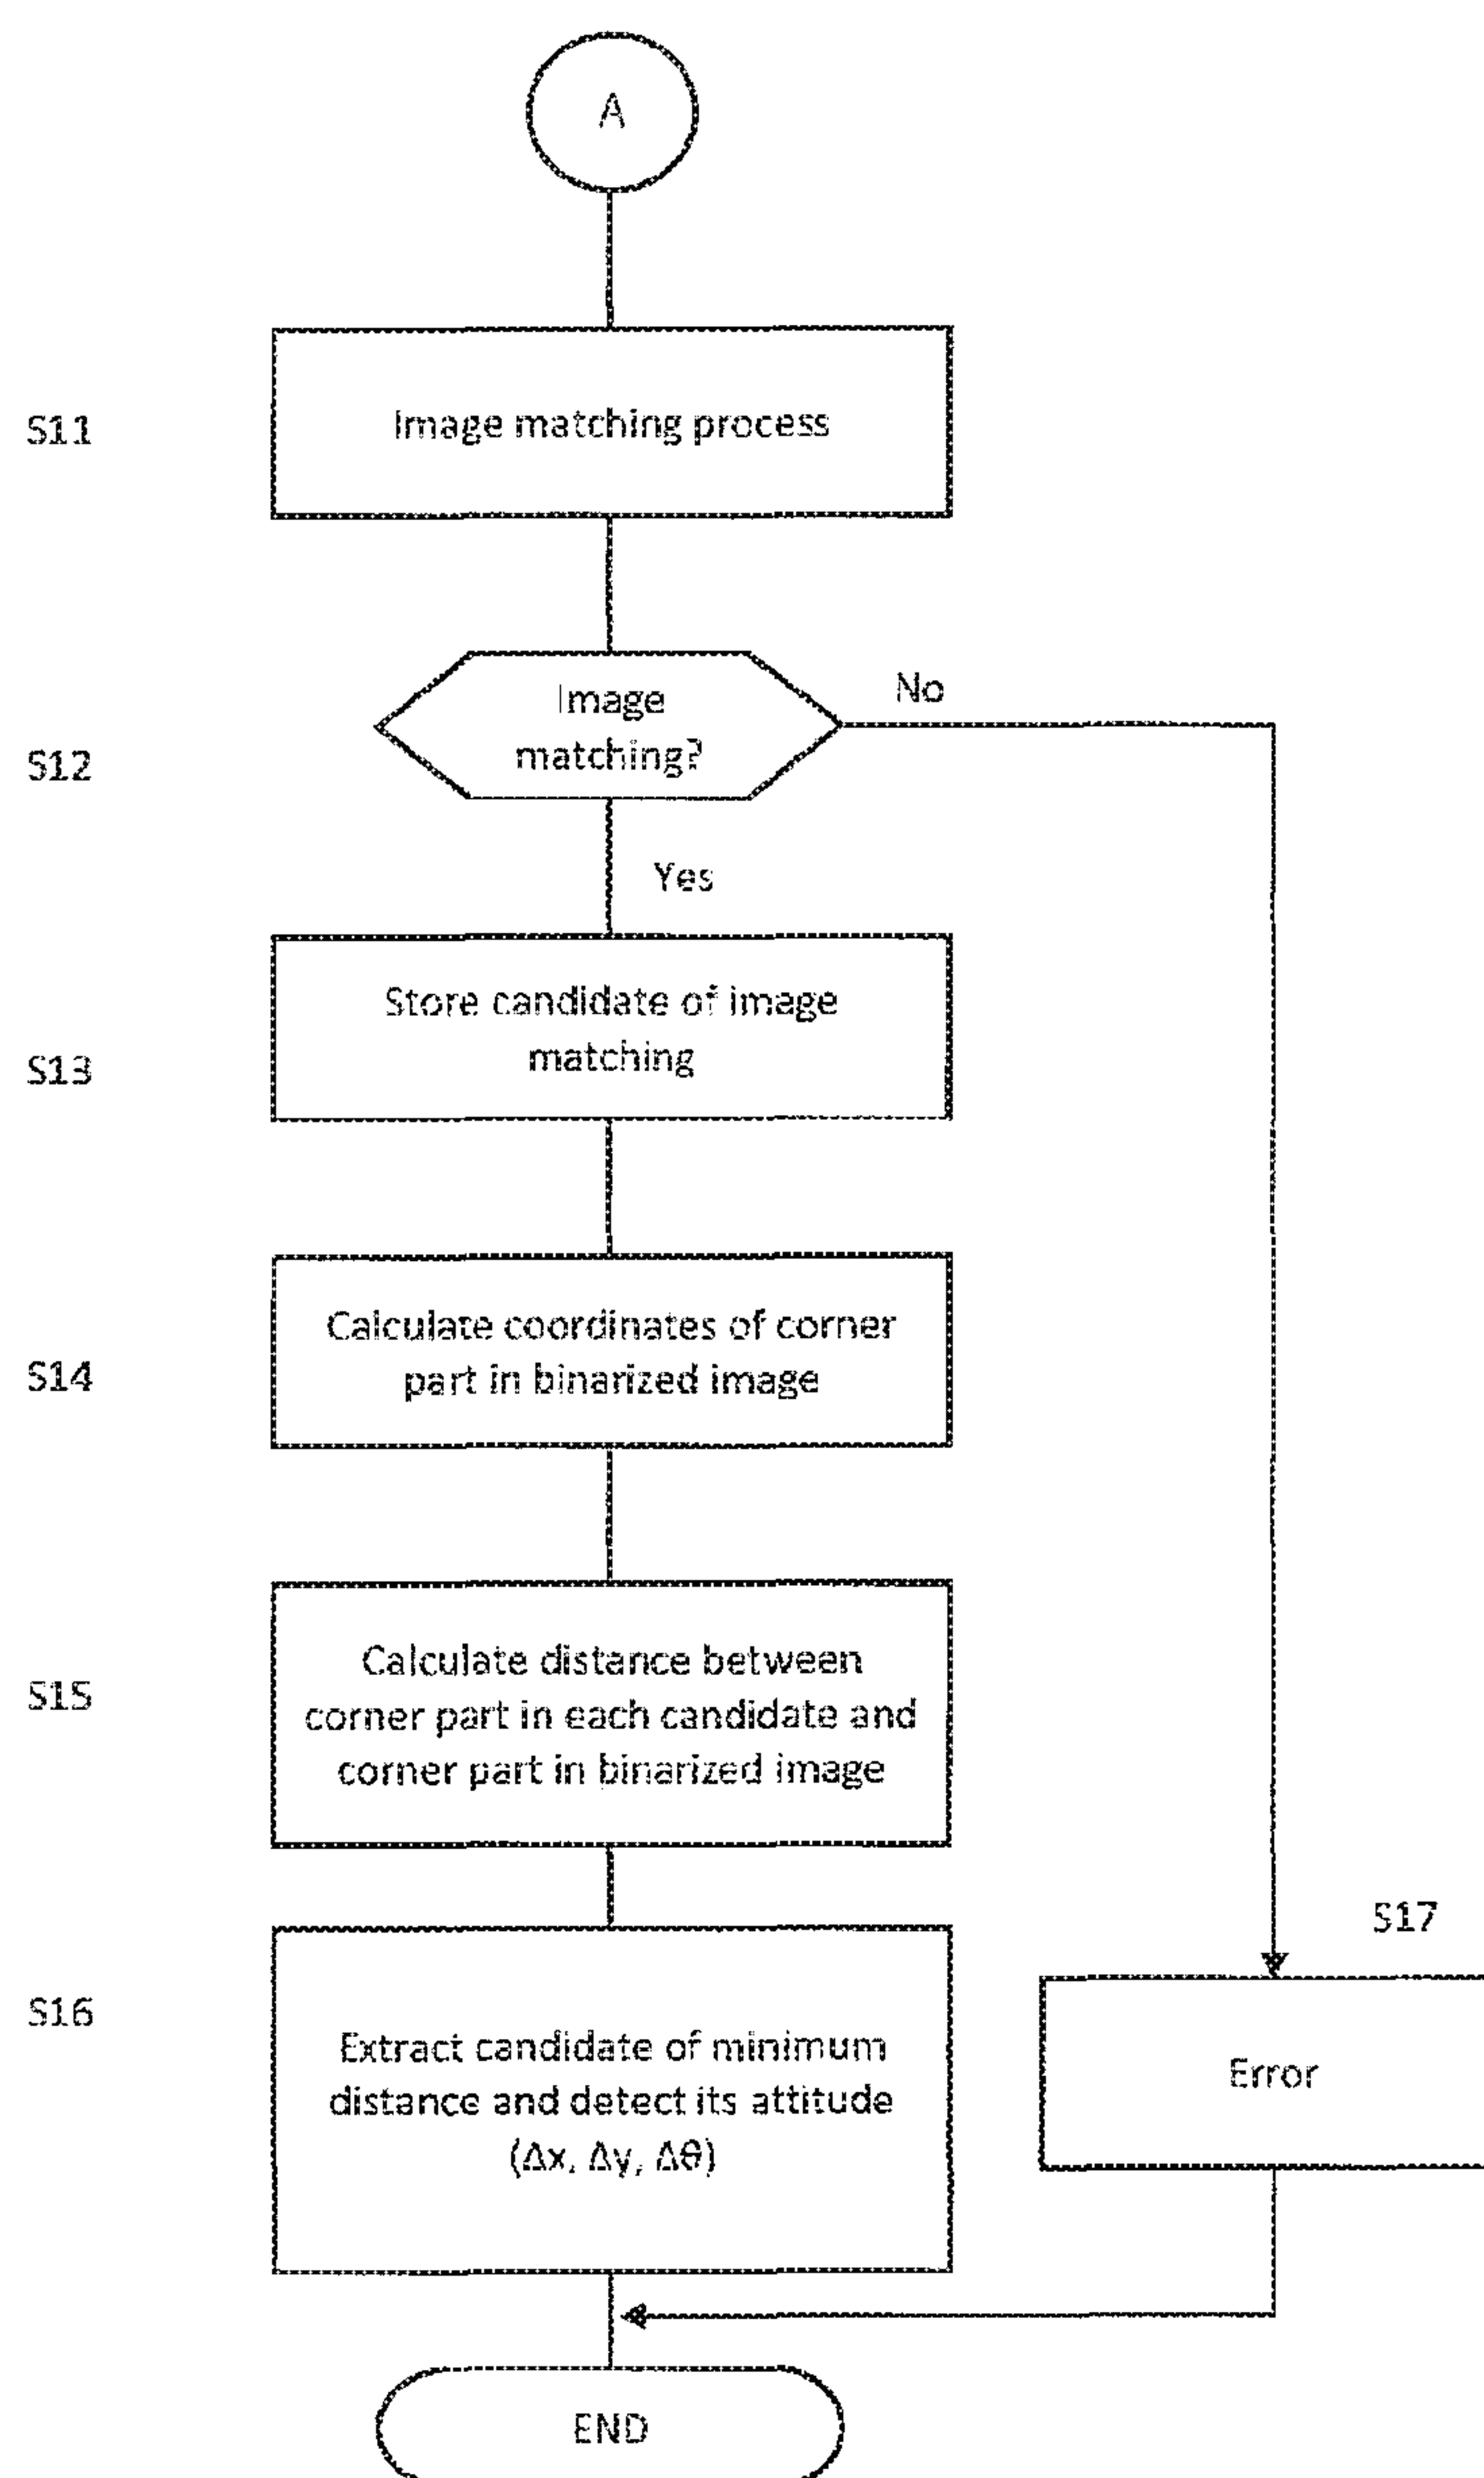 A
S11
Image matching process
S12
Image
matching?
No
Yes
S13
Store candidate of image
matching
S14
Calculate coordinates of corner
part in binarized image
S15
Calculate distance between
corner part in each candidate and
corner part in binarized image
S16
Extract candidate of minimum
distance and detect its attitude
(Δx, Δy, Δθ)
S17
Error
END